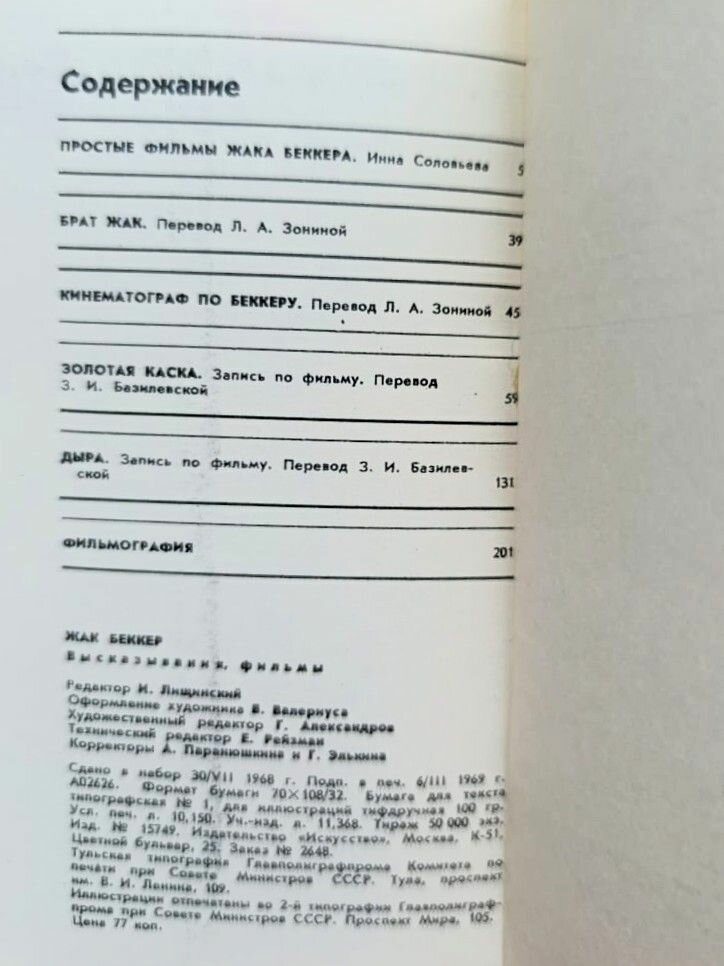 Содержание
ПРОСТЫЕ ФИЛЬМЫ ЖАКА БЕККЕРА. Инна Соловьева 5
БРАТ ЖАК. Перевод Л. А. Зониной 39
КИНЕМАТОГРАФ ПО БЕККЕРУ. Перевод Л. А. Зониной 45
ЗОЛОТАЯ КАСКА. Запись по фильму. Перевод
З. И. Базилевской 59
ДЫРА. Запись по фильму. Перевод З. И. Базилев-
ской 131
ФИЛЬМОГРАФИЯ 201
ЖАК БЕККЕР
Высказывания, фильмы
Редактор И. Лищинский
Оформление художника В. Валериуса
Художественный редактор Г. Александров
Технический редактор Е. Рейзман
Корректоры А. Паранюшкина и Г. Элькина
Сдано в набор 30/VII 1968 г. Подп. в печ. 6/III 1969 г.
А02626. Формат бумаги 70×108/32. Бумага для текста
типографская № 1, для иллюстраций тифдручная 100 гр.
Усл. печ. л. 10,150. Уч.-изд. л. 11,368. Тираж 50 000 экз.
Изд. № 15749. Издательство «Искусство», Москва, К-51,
Цветной бульвар, 25. Заказ № 2648.
Тульская типография Главполиграфпрома Комитета по
печати при Совете Министров СССР. Тула, проспект
им. В. И. Ленина, 109.
Иллюстрации отпечатаны во 2-й типографии Главполиграф-
прома при Совете Министров СССР. Проспект Мира, 105.
Цена 77 коп.